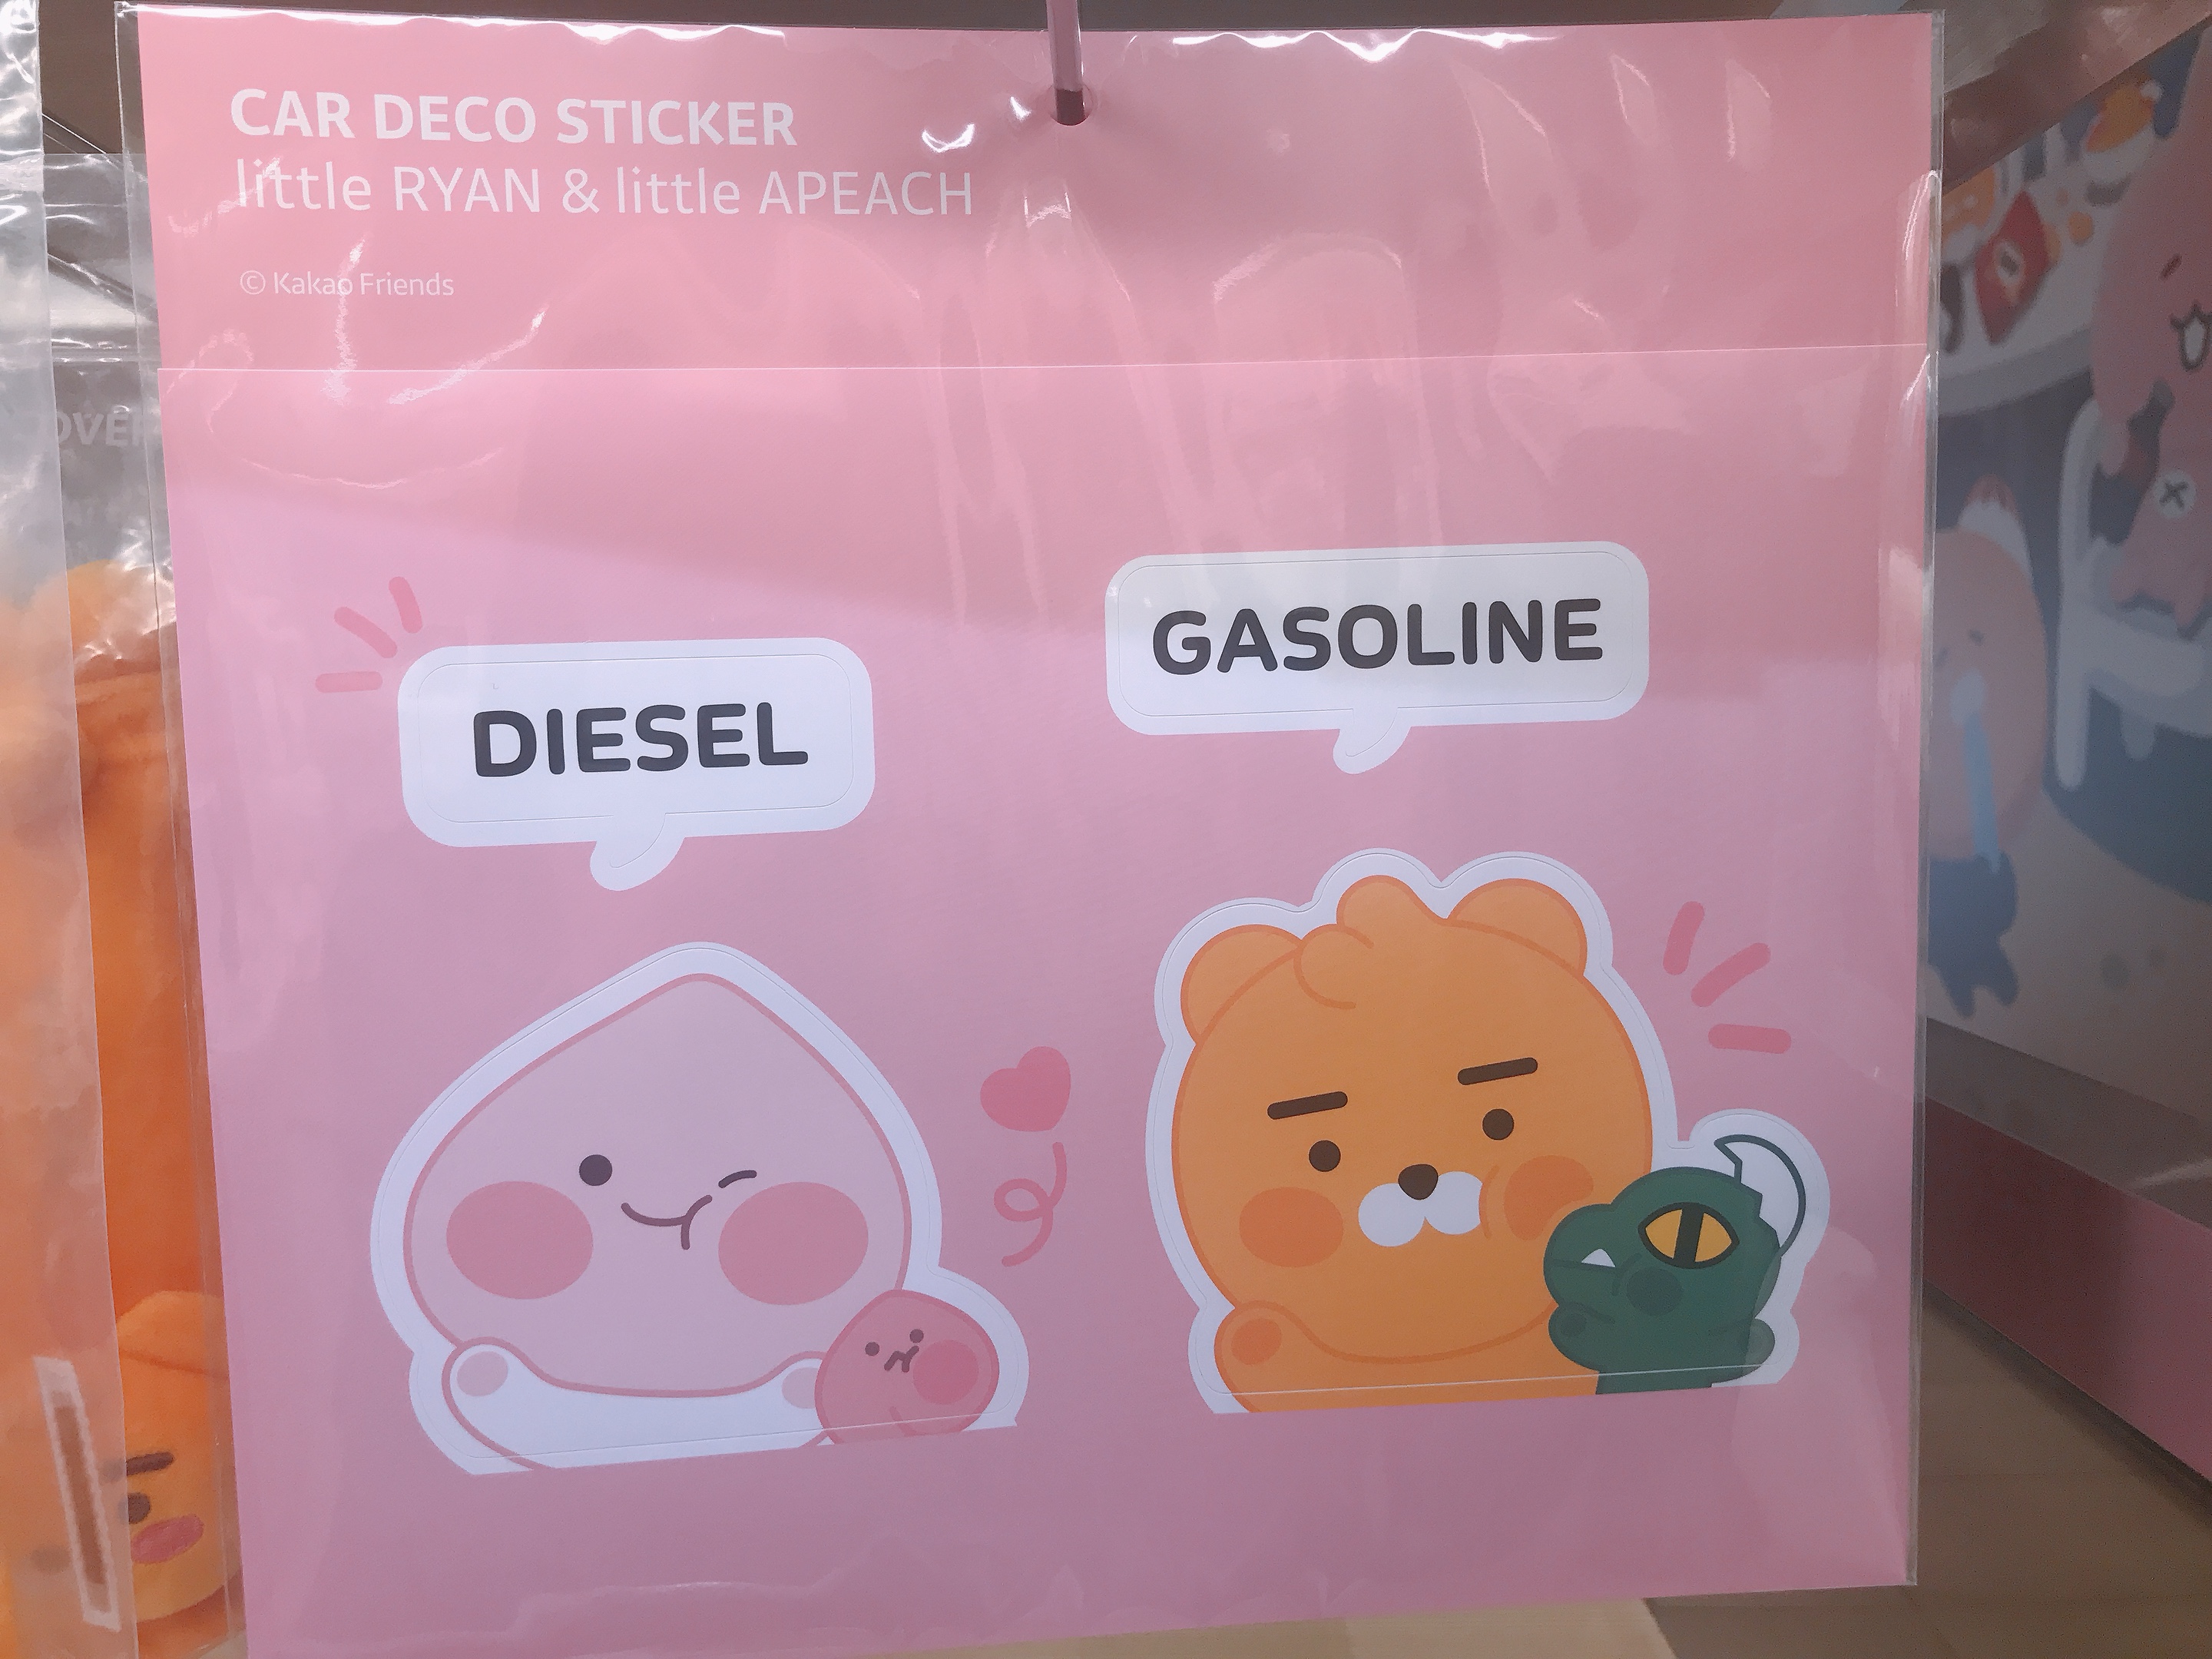 CAR DECO STICKER
little RYAN & little APEACH
© Kakao Friends
DIESEL
GASOLINE